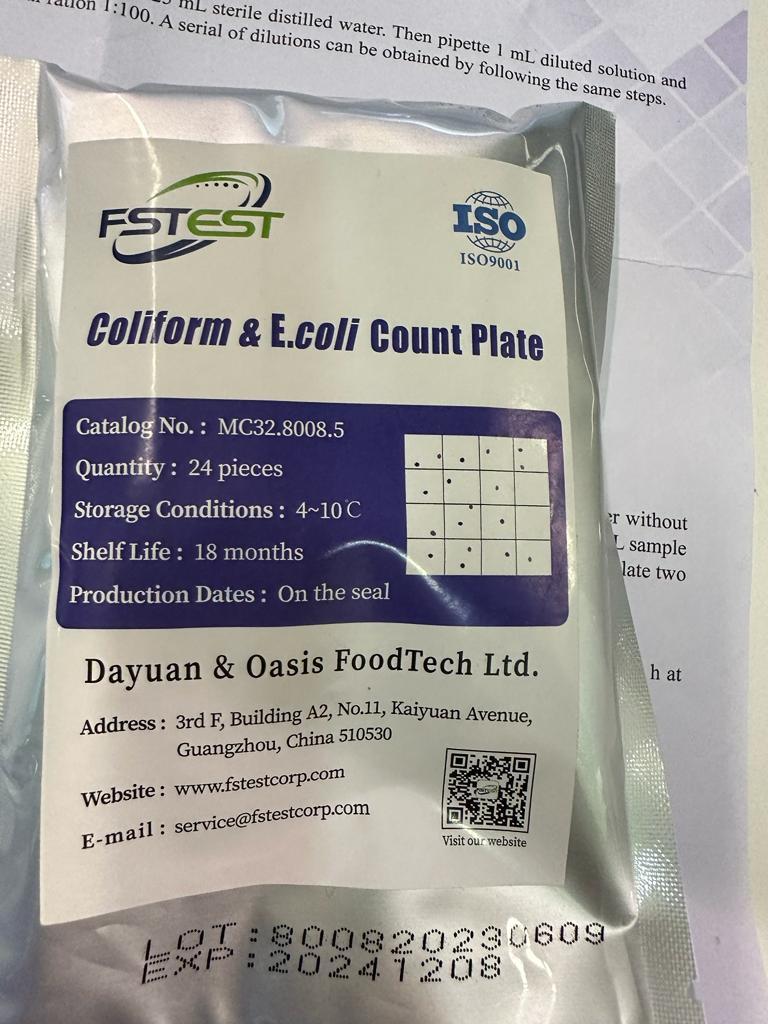 mL sterile distilled water. Then pipette 1 mL diluted solution and
1:100. A serial of dilutions can be obtained by following the same steps.
FSTEST
ISO
ISO9001
Coliform & E.coli Count Plate
Catalog No. : MC32.8008.5
Quantity : 24 pieces
Storage Conditions : 4~10℃
Shelf Life : 18 months
Production Dates : On the seal
r without
sample
late two
h at
Dayuan & Oasis FoodTech Ltd.
Address : 3rd F, Building A2, No.11, Kaiyuan Avenue,
Guangzhou, China 510530
Website : www.fstestcorp.com
E-mail : service@fstestcorp.com
Visit our website
LOT:800820230609
EXP:20241208